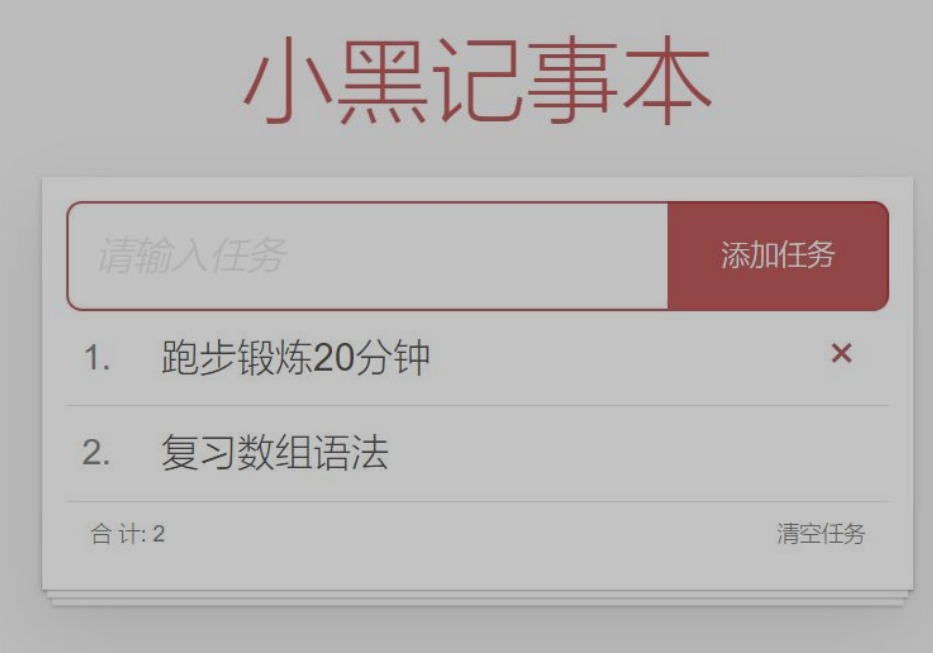 小黑记事本
请输入任务 添加任务
1. 跑步锻炼20分钟 ×
2. 复习数组语法
合 计: 2 清空任务